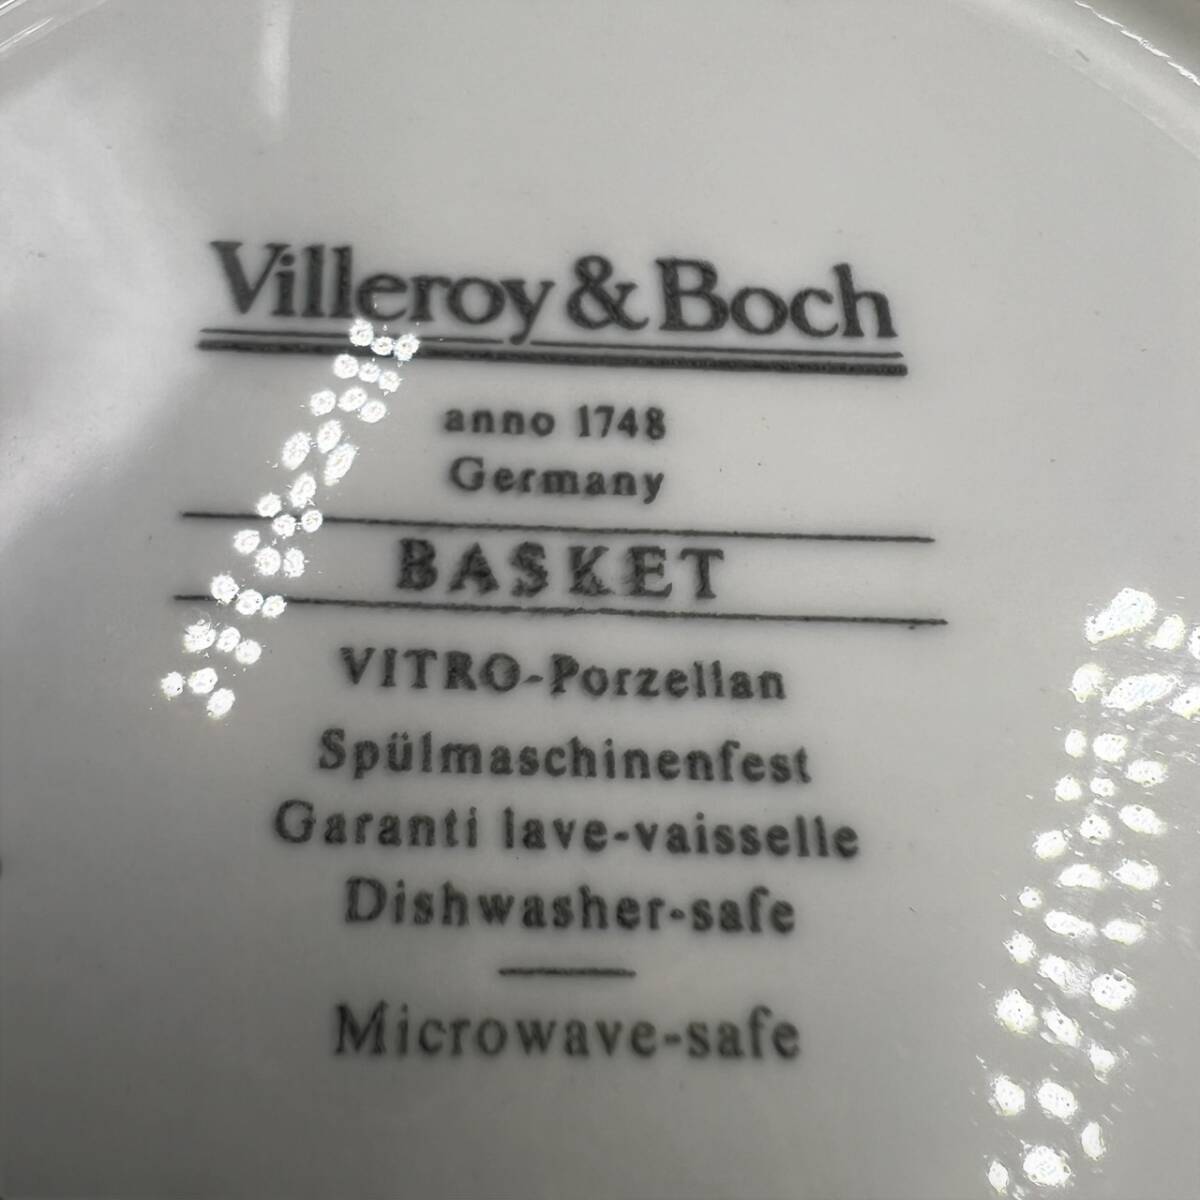 Villeroy & Boch
anno 1748
Germany
BASKET
VITRO-Porzellan
Spülmaschinenfest
Garanti lave-vaisselle
Dishwasher-safe
Microwave-safe